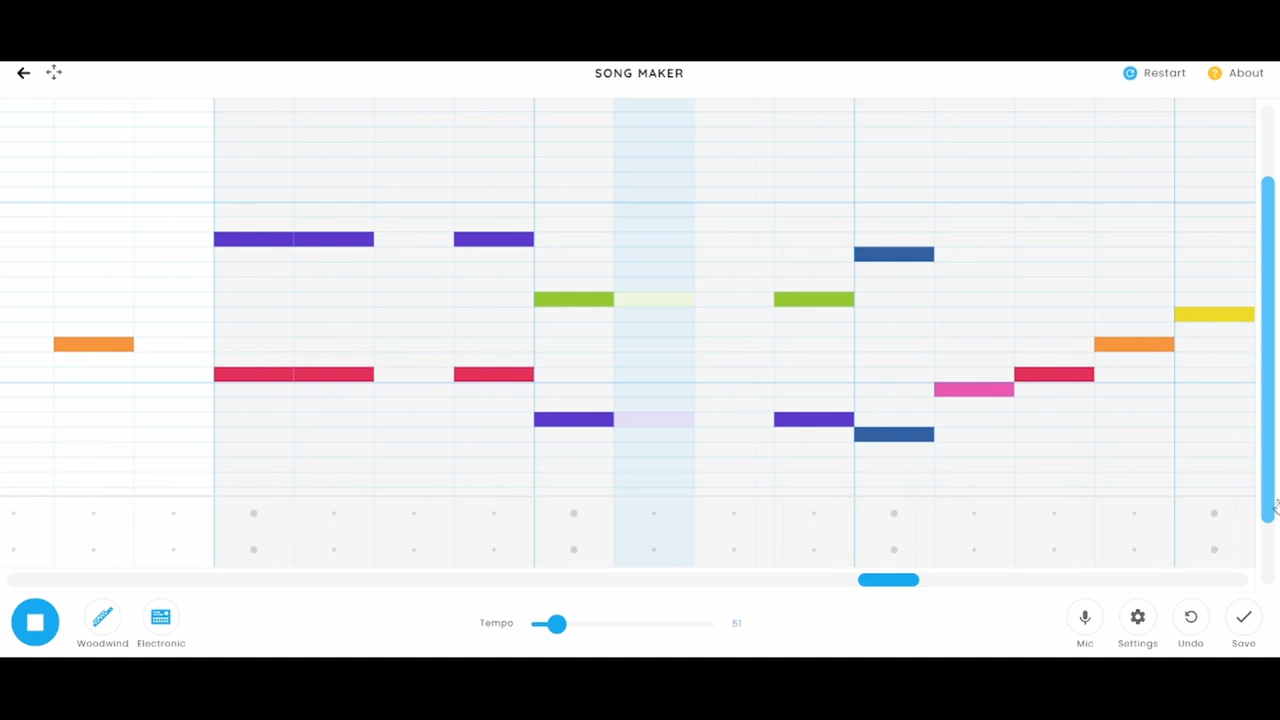 SONG MAKER
? Restart
? About
Tempo 51
Woodwind Electronic
Mic Settings Undo Save